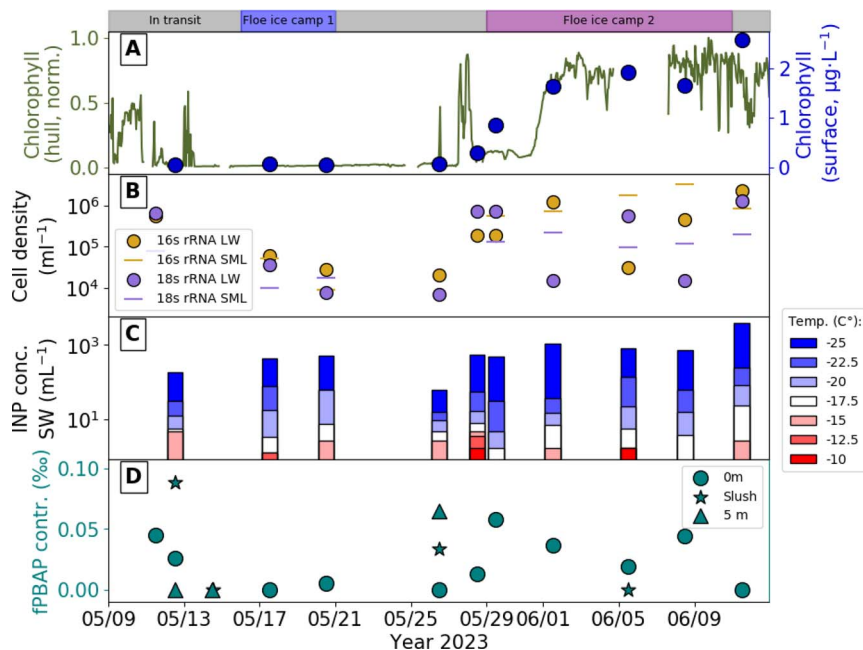 In transit
Floe ice camp 1
Floe ice camp 2
A
Chlorophyll
(hull, norm.)
1.0
0.5
0.0
2
1
0
Chlorophyll
(surface, µg·L⁻¹)
B
Cell density
(ml⁻¹)
10⁶
10⁵
10⁴
16s rRNA LW
16s rRNA SML
18s rRNA LW
18s rRNA SML
C
INP conc.
SW (mL⁻¹)
10³
10¹
Temp. (C°):
-25
-22.5
-20
-17.5
-15
-12.5
-10
D
fPBAP contr. (‰)
0.10
0.05
0.00
0m
Slush
5 m
05/09 05/13 05/17 05/21 05/25 05/29 06/01 06/05 06/09
Year 2023